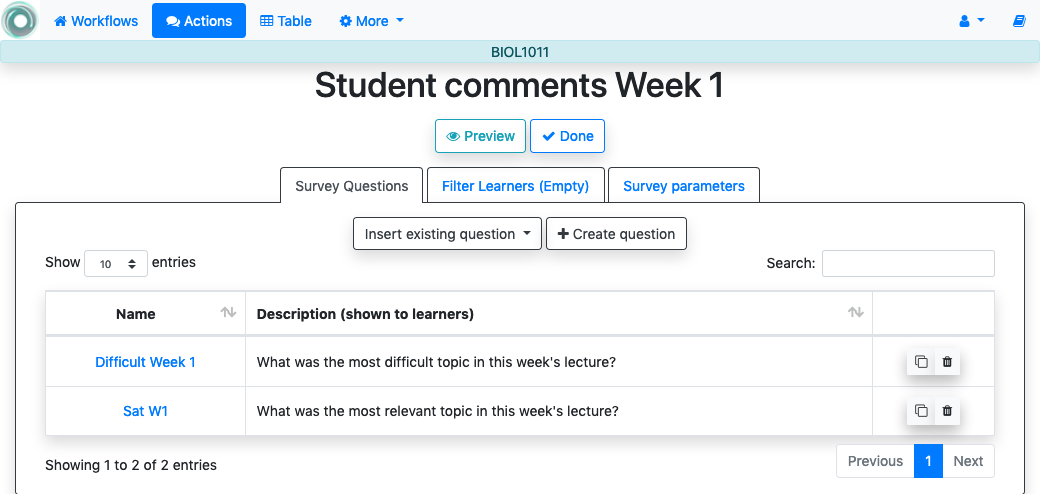 Workflows Actions Table More
BIOL1011
Student comments Week 1
Preview Done
Survey Questions Filter Learners (Empty) Survey parameters
Insert existing question Create question
Show 10 entries Search:
Name Description (shown to learners)
Difficult Week 1 What was the most difficult topic in this week's lecture?
Sat W1 What was the most relevant topic in this week's lecture?
Showing 1 to 2 of 2 entries Previous 1 Next